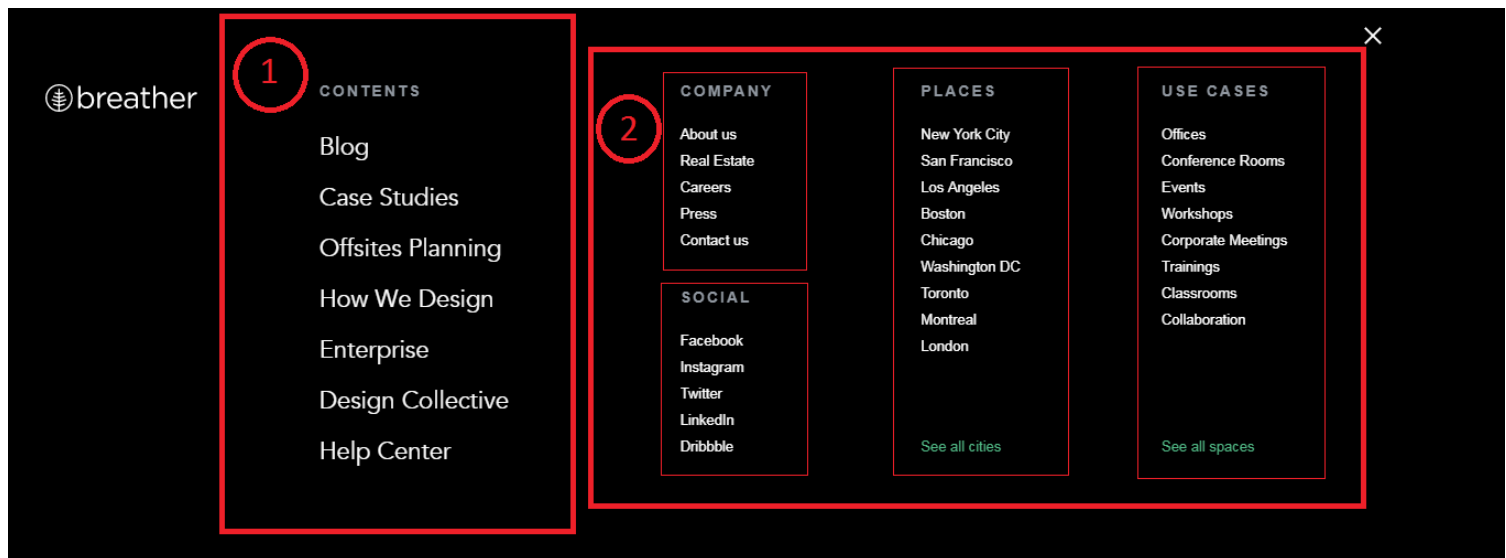 breather
1
CONTENTS
Blog
Case Studies
Offsites Planning
How We Design
Enterprise
Design Collective
Help Center
2
COMPANY
About us
Real Estate
Careers
Press
Contact us
SOCIAL
Facebook
Instagram
Twitter
LinkedIn
Dribbble
PLACES
New York City
San Francisco
Los Angeles
Boston
Chicago
Washington DC
Toronto
Montreal
London
See all cities
USE CASES
Offices
Conference Rooms
Events
Workshops
Corporate Meetings
Trainings
Classrooms
Collaboration
See all spaces